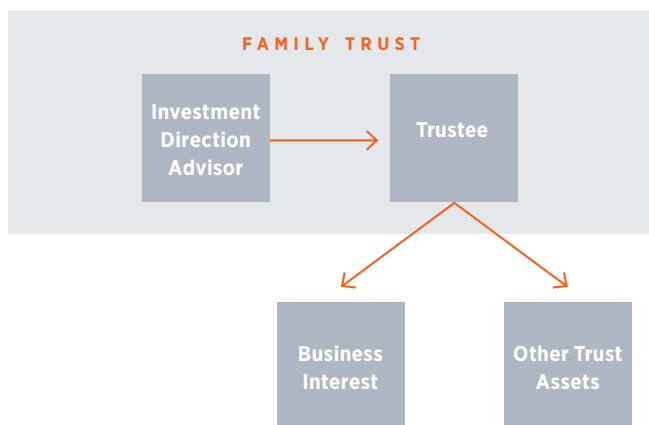 FAMILY TRUST
Investment
Direction
Advisor
Trustee
Business
Interest
Other Trust
Assets